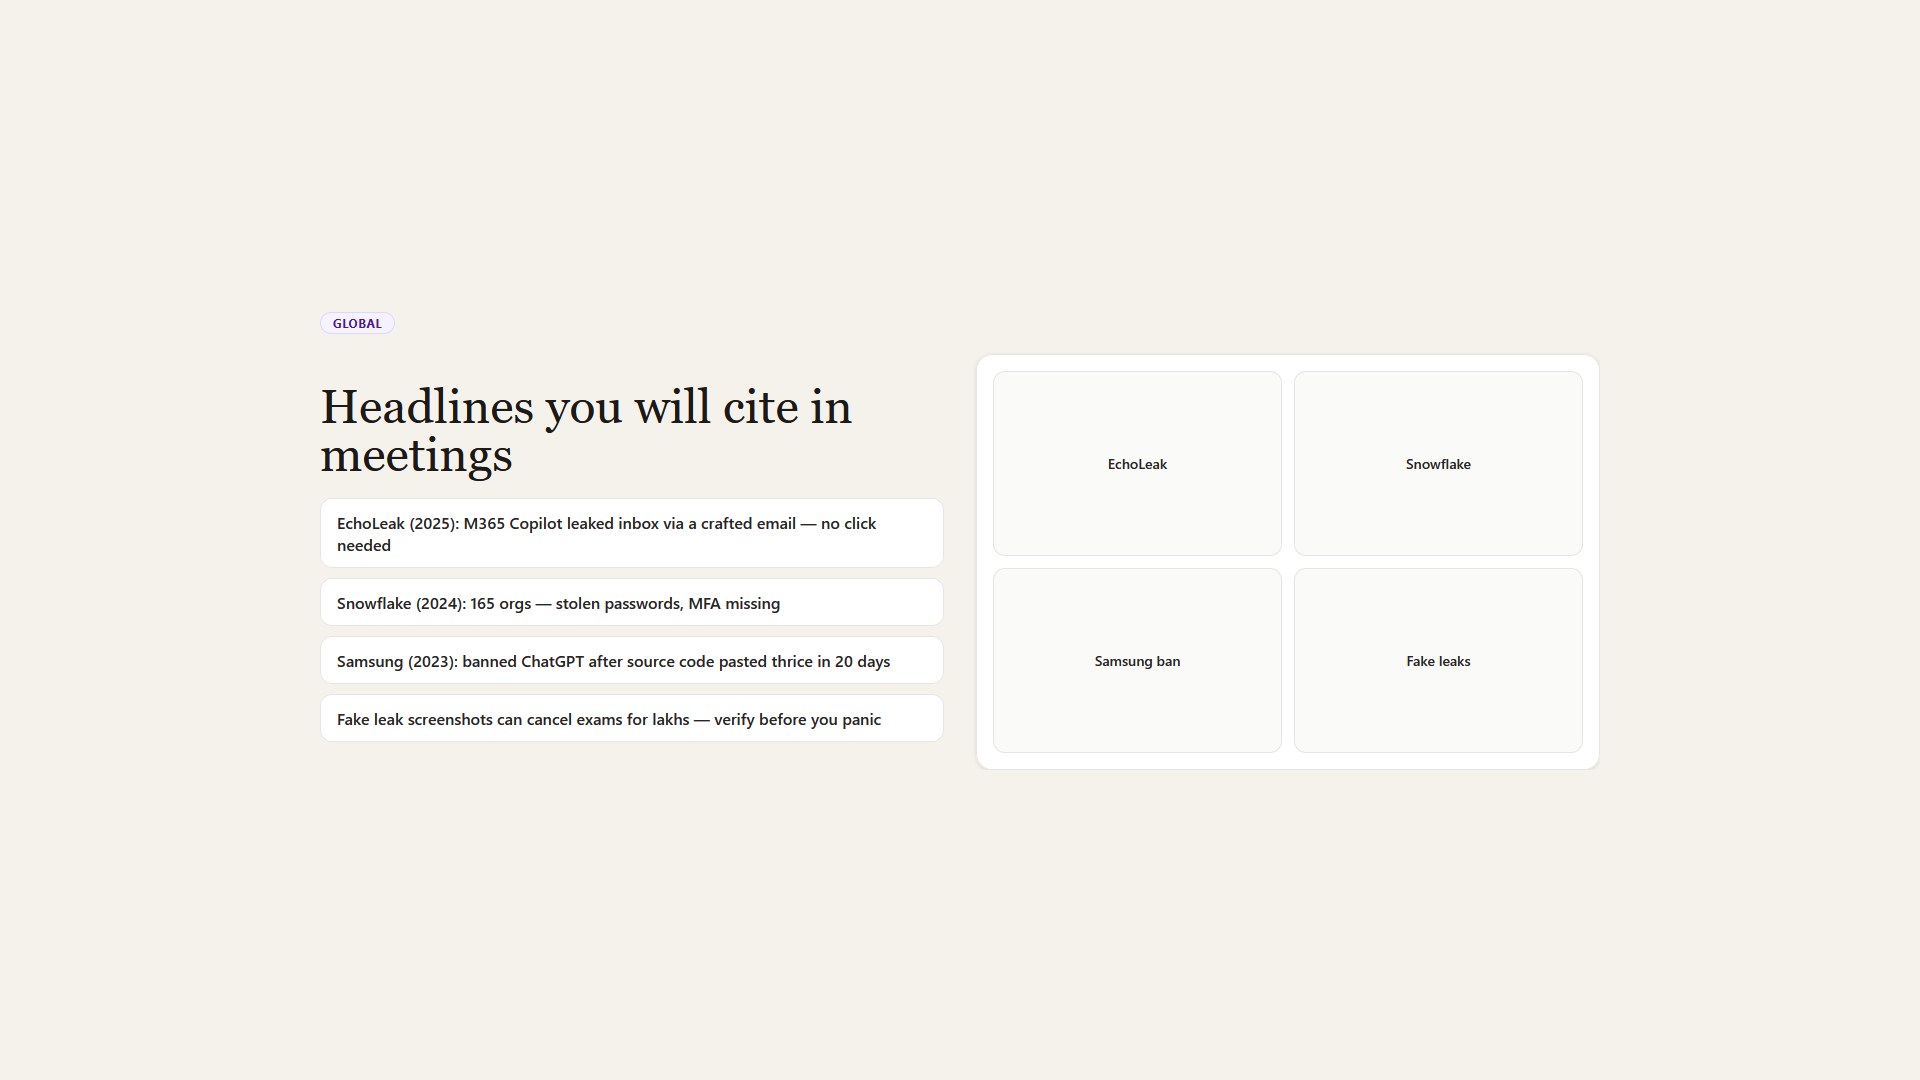 GLOBAL
Headlines you will cite in
meetings
EchoLeak (2025): M365 Copilot leaked inbox via a crafted email — no click
needed
Snowflake (2024): 165 orgs — stolen passwords, MFA missing
Samsung (2023): banned ChatGPT after source code pasted thrice in 20 days
Fake leak screenshots can cancel exams for lakhs — verify before you panic
EchoLeak
Snowflake
Samsung ban
Fake leaks